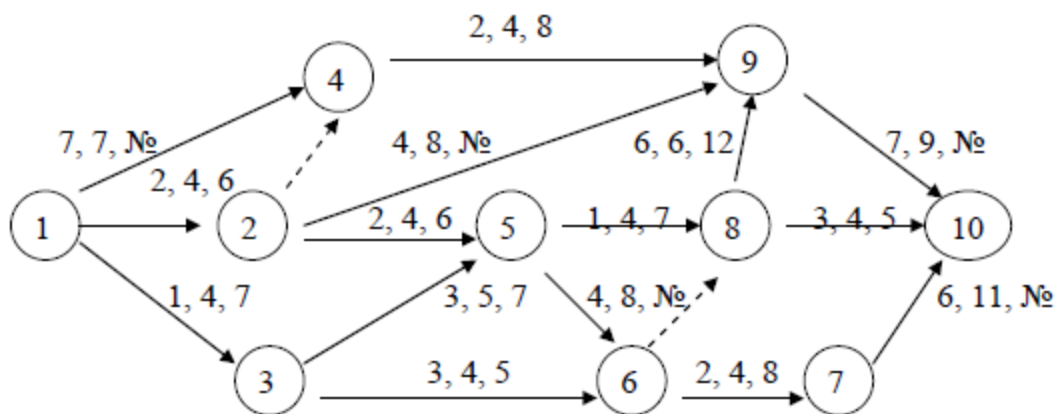 2, 4, 8
4
9
7, 7, №
4, 8, №
6, 6, 12
7, 9, №
2, 4, 6
1
2
2, 4, 6
5
1, 4, 7
8
3, 4, 5
10
1, 4, 7
3, 5, 7
4, 8, №
6, 11, №
3
3, 4, 5
6
2, 4, 8
7